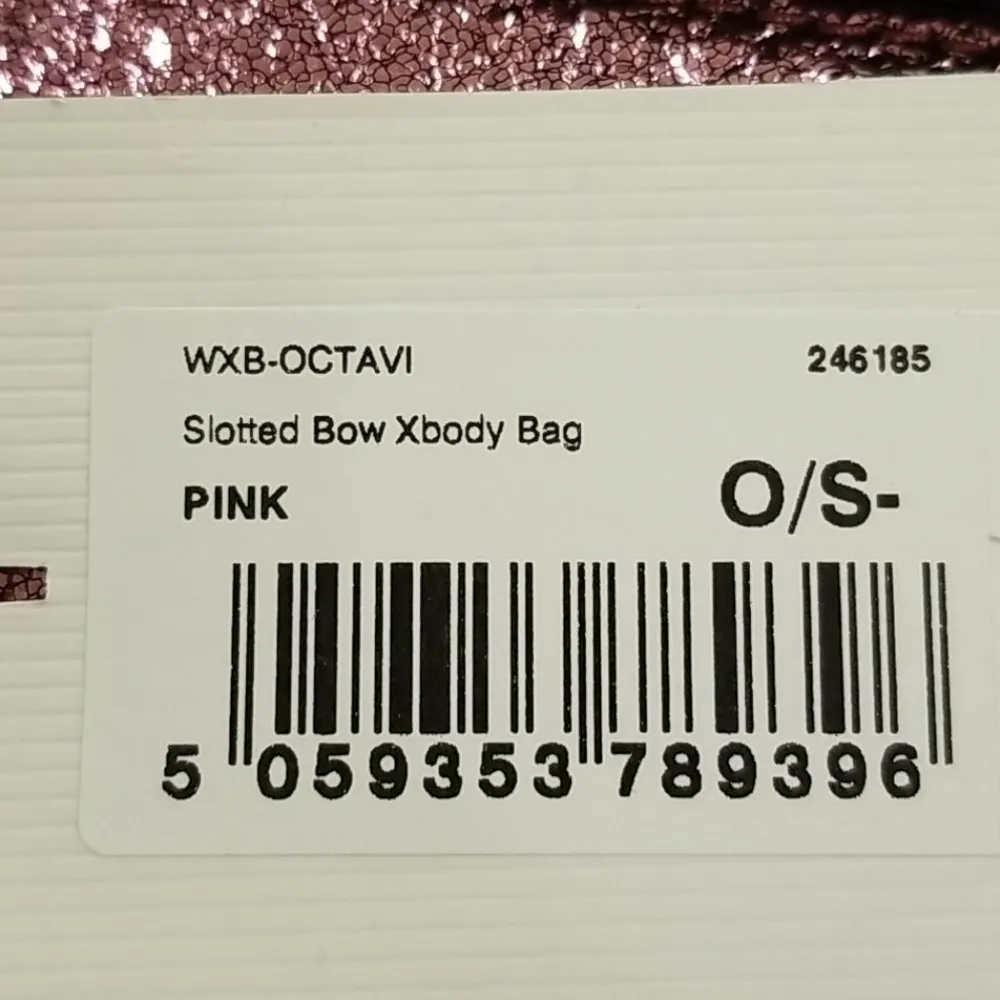 WXB-OCTAVI 246185
Slotted Bow Xbody Bag
PINK O/S-
5 059353 789396